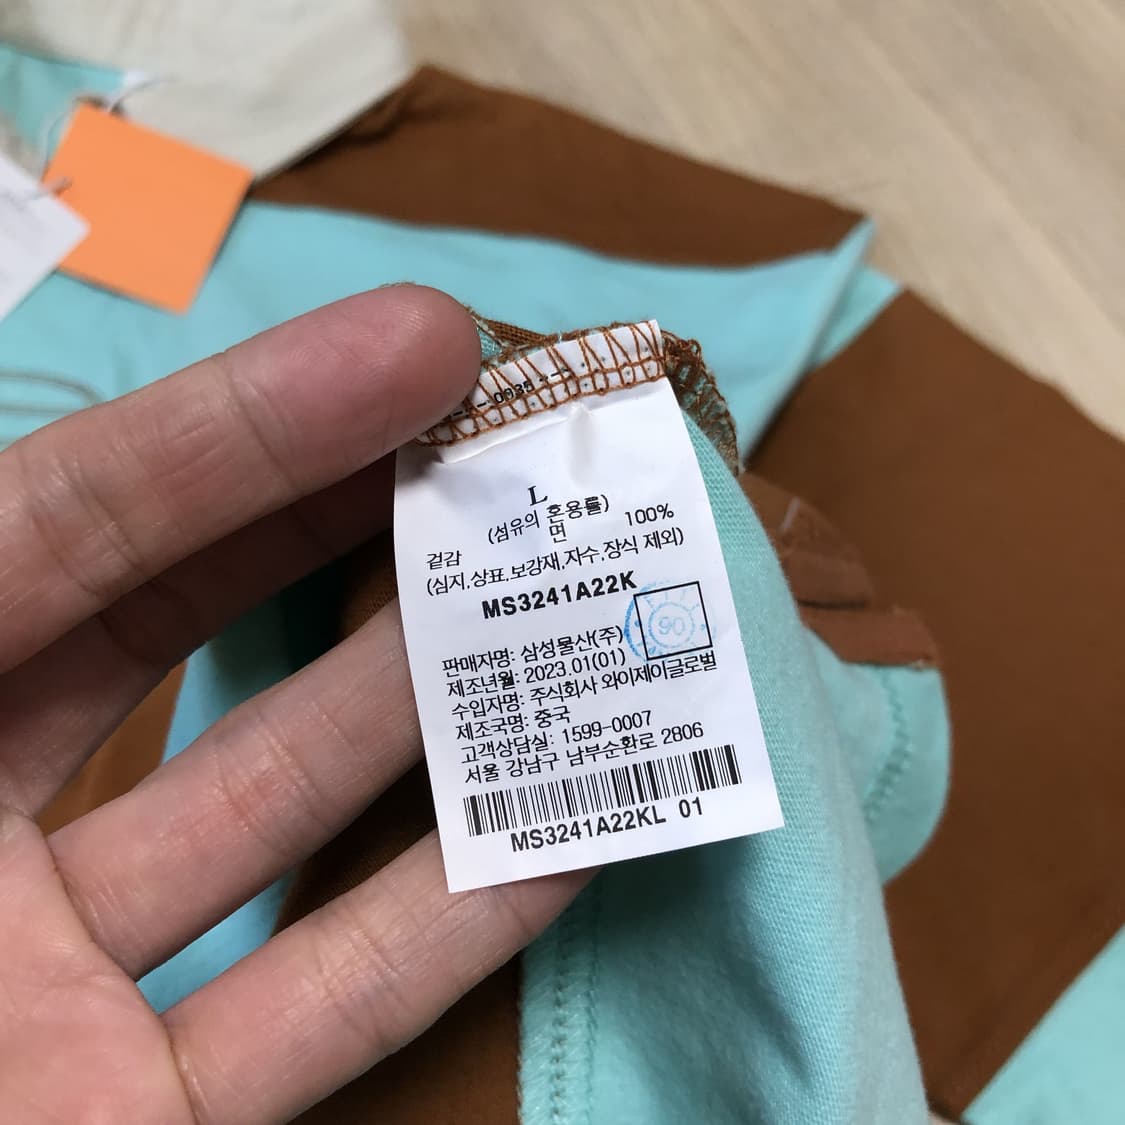 0035
L
(섬유의 혼용률)
겉감 면 100%
(심지,상표,보강재,자수,장식 제외)
MS3241A22K
90
판매자명: 삼성물산(주)
제조년월: 2023.01(01)
수입자명: 주식회사 와이제이글로벌
제조국명: 중국
고객상담실: 1599-0007
서울 강남구 남부순환로 2806
MS3241A22KL 01